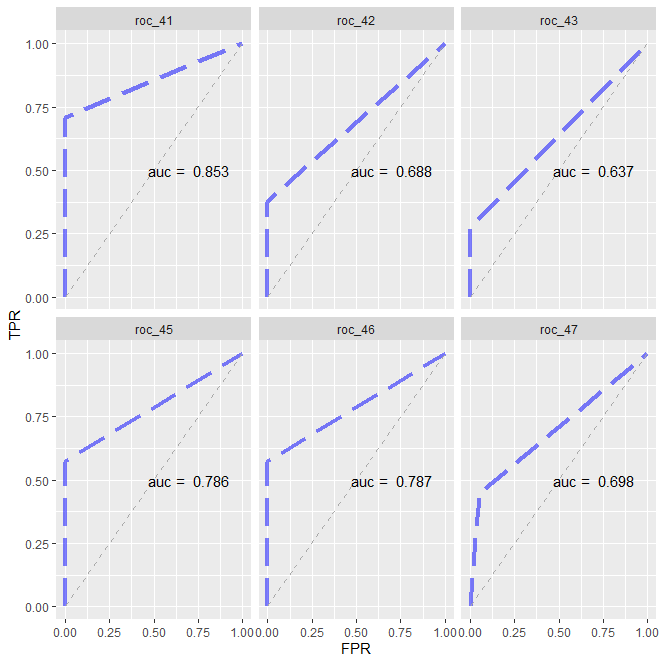 roc_41
roc_42
roc_43
1.00
0.75
0.50
0.25
0.00
auc = 0.853
auc = 0.688
auc = 0.637
TPR
roc_45
roc_46
roc_47
1.00
0.75
0.50
0.25
0.00
auc = 0.786
auc = 0.787
auc = 0.698
0.00 0.25 0.50 0.75 1.00
0.00 0.25 0.50 0.75 1.00
0.00 0.25 0.50 0.75 1.00
FPR